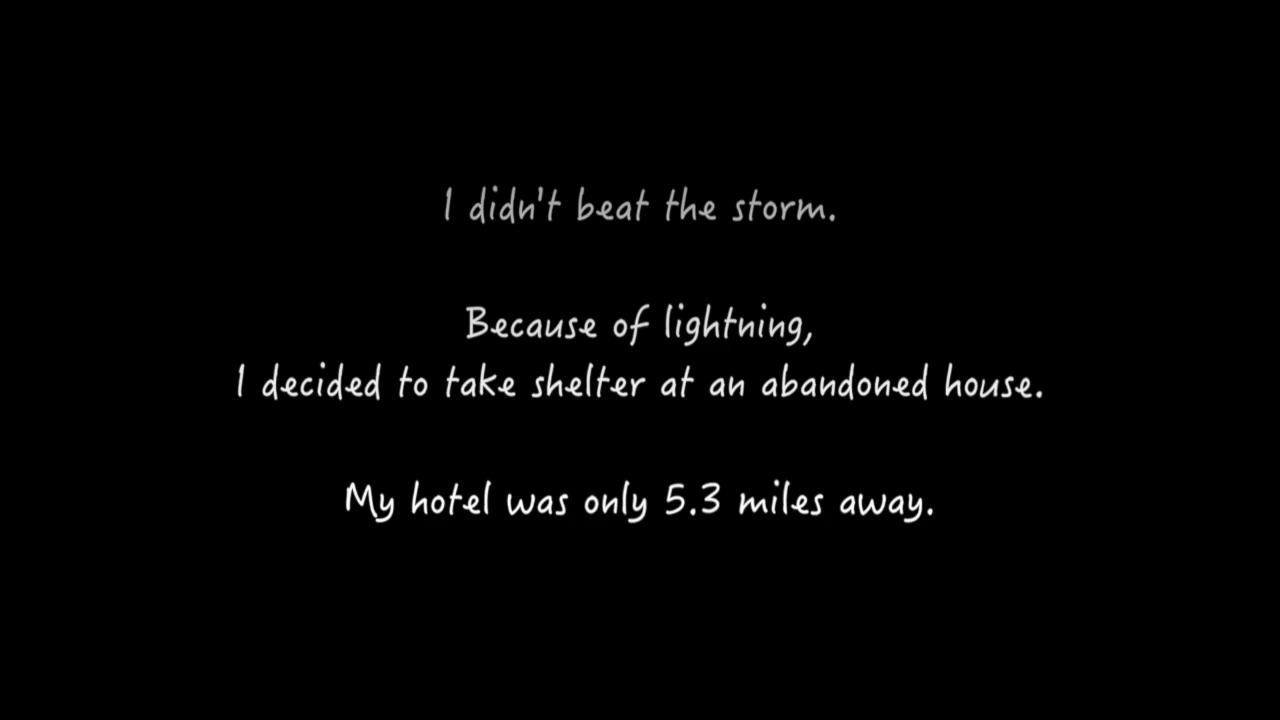 I didn't beat the storm.
Because of lightning,
I decided to take shelter at an abandoned house.
My hotel was only 5.3 miles away.